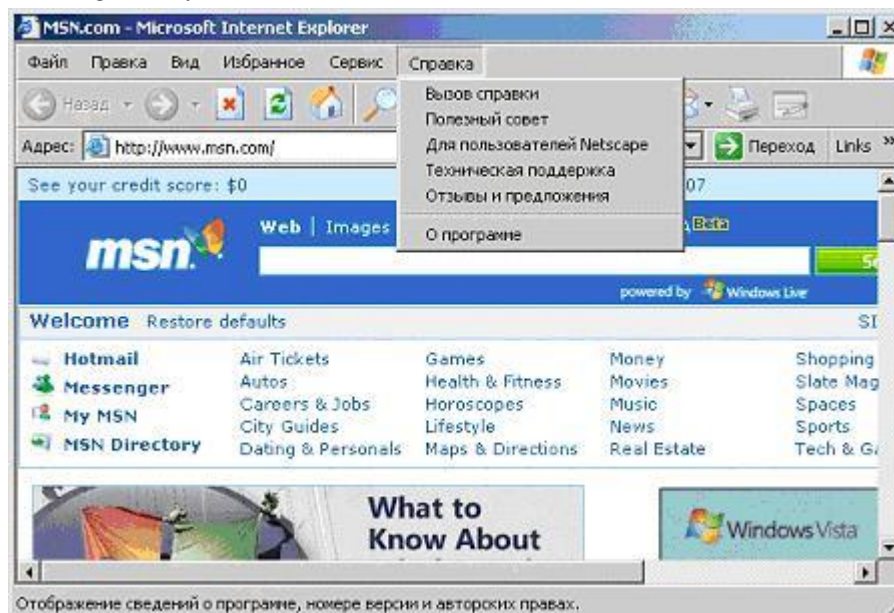 MSN.com - Microsoft Internet Explorer
Файл Правка Вид Избранное Сервис Справка
Назад
Вызов справки
Полезный совет
Для пользователей Netscape
Техническая поддержка
Отзывы и предложения
О программе
Адрес: http://www.msn.com/ Переход Links »
See your credit score: $0 07
Web | Images Beta
msn.
powered by Windows Live
Welcome Restore defaults
Hotmail Air Tickets Games Money Shopping
Messenger Autos Health & Fitness Movies Slate Mag
My MSN Careers & Jobs Horoscopes Music Spaces
MSN Directory City Guides Lifestyle News Sports
Dating & Personals Maps & Directions Real Estate Tech & Ga
What to
Know About
Windows Vista
Отображение сведений о программе, номере версии и авторских правах.